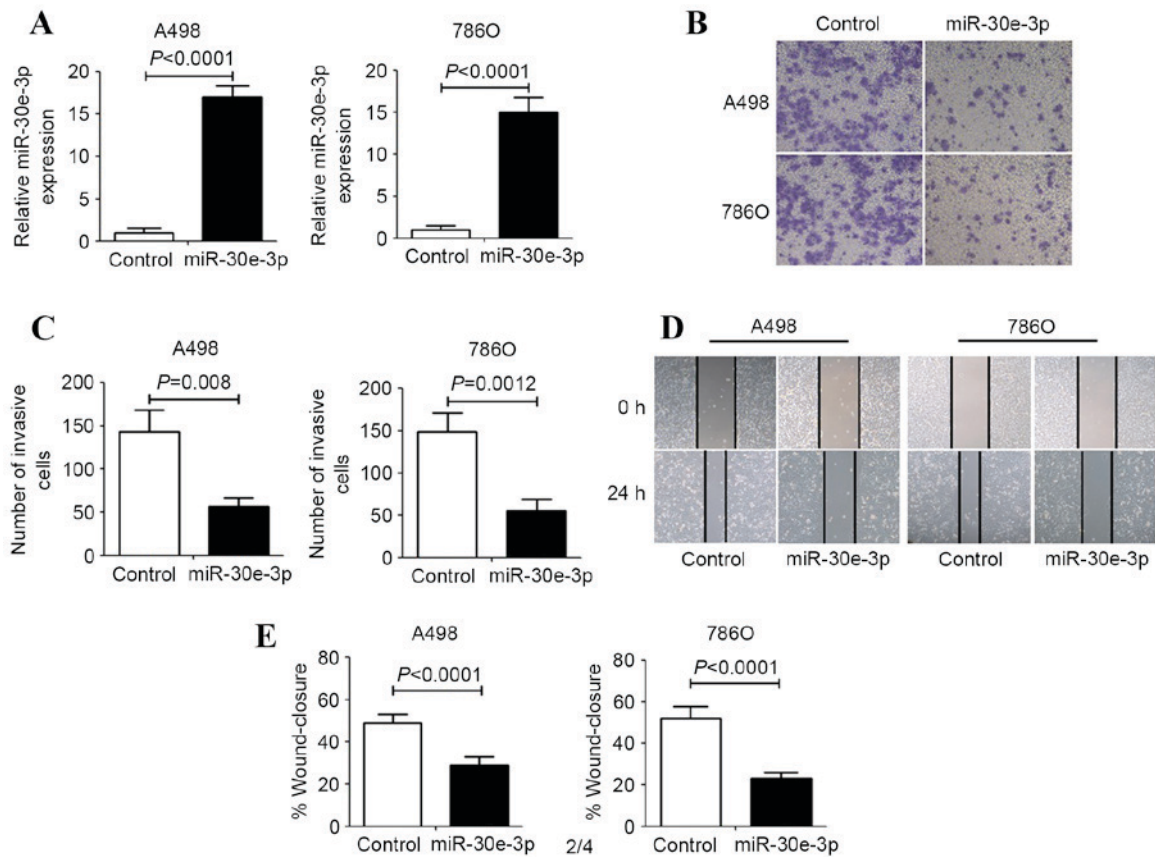 A
A498
P<0.0001
Relative miR-30e-3p
expression
20
15
10
5
0
Control miR-30e-3p
786O
P<0.0001
Relative miR-30e-3p
expression
20
15
10
5
0
Control miR-30e-3p
B
Control miR-30e-3p
A498
786O
C
A498
P=0.008
Number of invasive
cells
200
150
100
50
0
Control miR-30e-3p
786O
P=0.0012
Number of invasive
cells
200
150
100
50
0
Control miR-30e-3p
D
A498 786O
0 h
24 h
Control miR-30e-3p Control miR-30e-3p
E
A498
P<0.0001
% Wound-closure
80
60
40
20
0
Control miR-30e-3p
2/4
786O
P<0.0001
% Wound-closure
80
60
40
20
0
Control miR-30e-3p